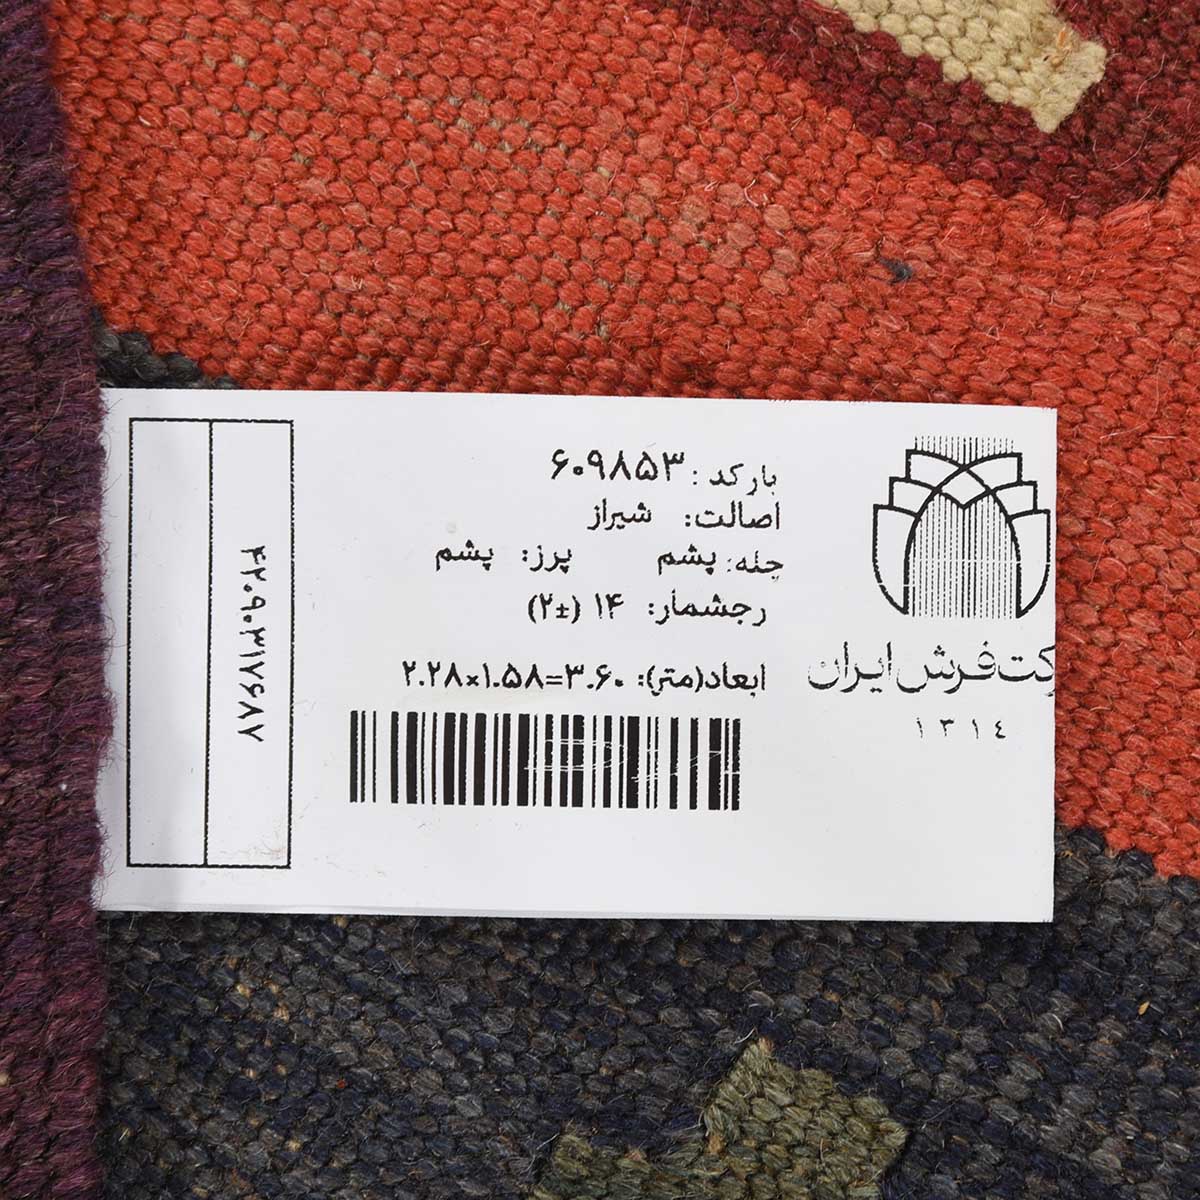 بارکد: ۶۰۹۸۵۳
اصالت: شیراز
چله: پشم پرز: پشم
رجشمار: ۱۴ (±۲)
ابعاد(متر): ۲.۲۸×۱.۵۸=۳.۶۰
کت فرش ایران
۱۳۱٤
۴۲۰۹۰۳۱۷۶۸۷